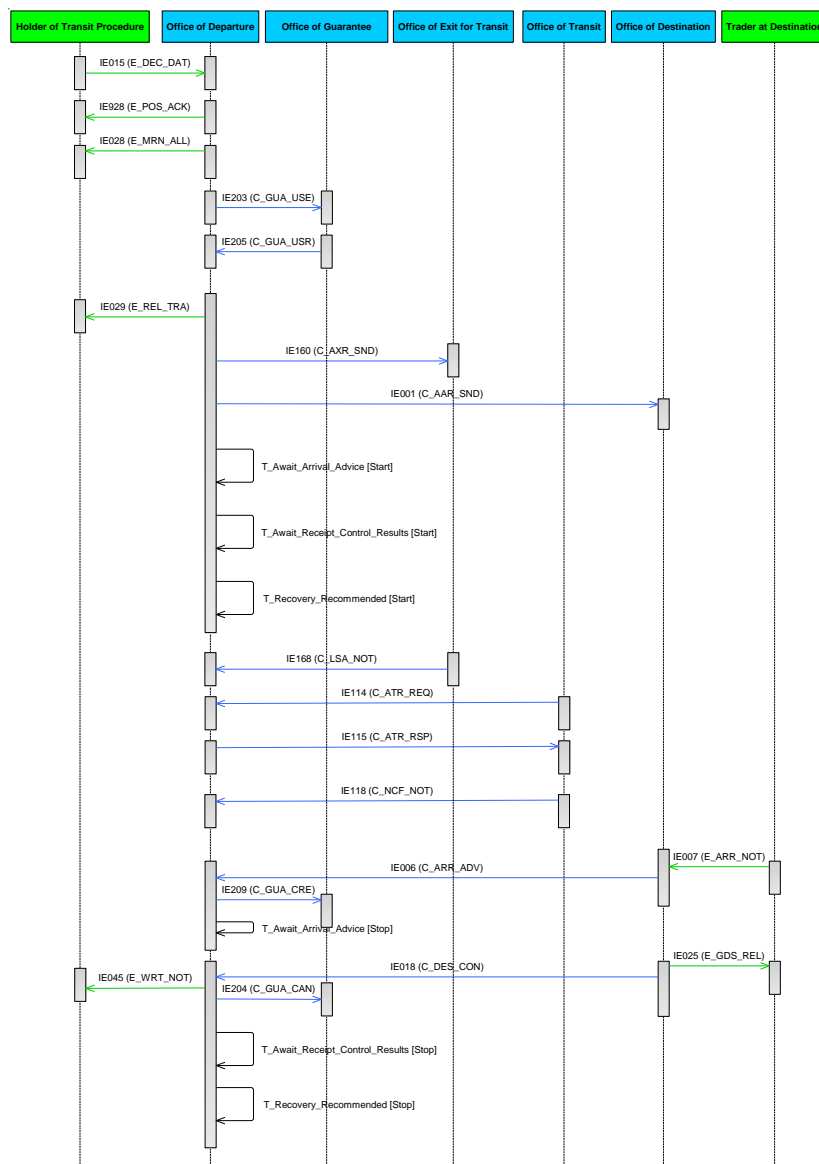 Holder of Transit Procedure
Office of Departure
Office of Guarantee
Office of Exit for Transit
Office of Transit
Office of Destination
Trader at Destination
IE015 (E_DEC_DAT)
IE928 (E_POS_ACK)
IE028 (E_MRN_ALL)
IE203 (C_GUA_USE)
IE205 (C_GUA_USR)
IE029 (E_REL_TRA)
IE160 (C_AXR_SND)
IE001 (C_AAR_SND)
T_Await_Arrival_Advice [Start]
T_Await_Receipt_Control_Results [Start]
T_Recovery_Recommended [Start]
IE168 (C_LSA_NOT)
IE114 (C_ATR_REQ)
IE115 (C_ATR_RSP)
IE118 (C_NCF_NOT)
IE007 (E_ARR_NOT)
IE006 (C_ARR_ADV)
IE209 (C_GUA_CRE)
T_Await_Arrival_Advice [Stop]
IE025 (E_GDS_REL)
IE018 (C_DES_CON)
IE045 (E_WRT_NOT)
IE204 (C_GUA_CAN)
T_Await_Receipt_Control_Results [Stop]
T_Recovery_Recommended [Stop]